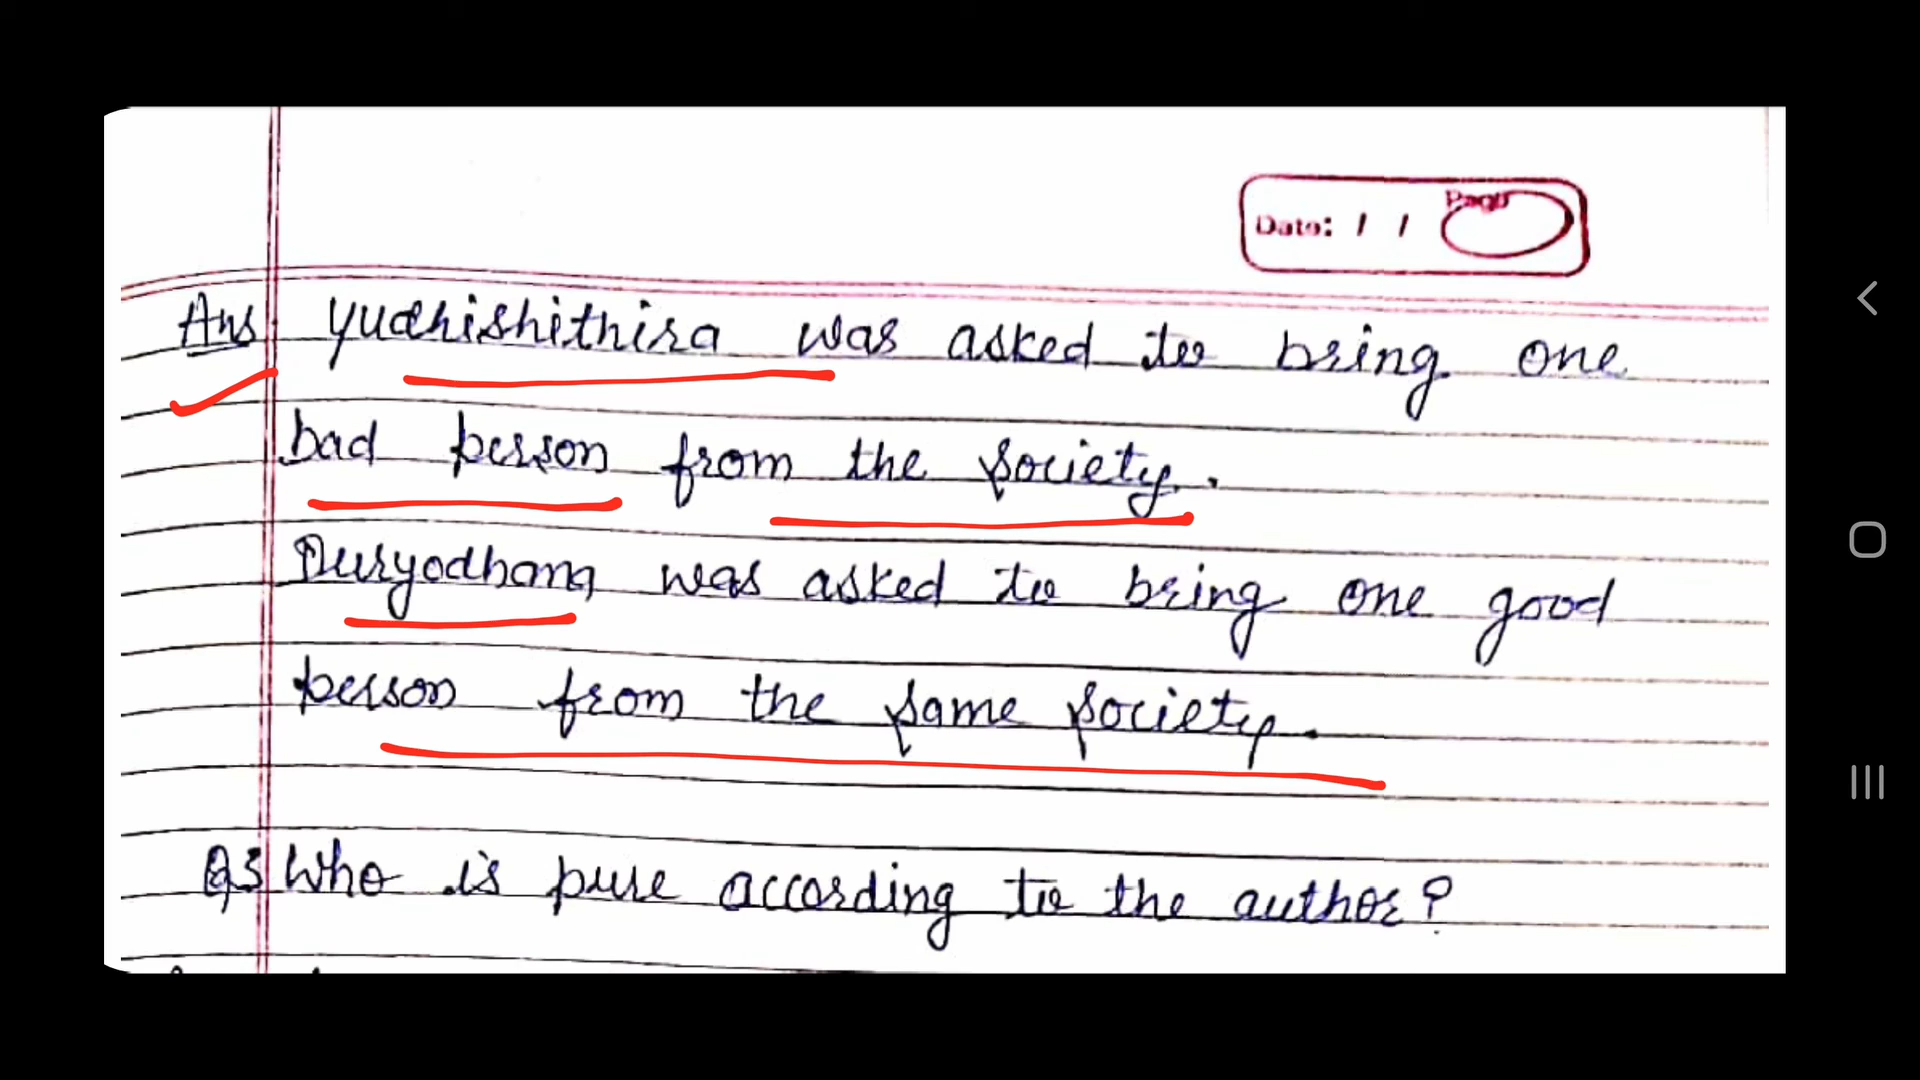 Page
Date: / /
Ans Yudhishithira was asked to bring one
bad person from the society.
Duryodhana was asked to bring one good
person from the same society.
Q3 Who is pure according to the author?